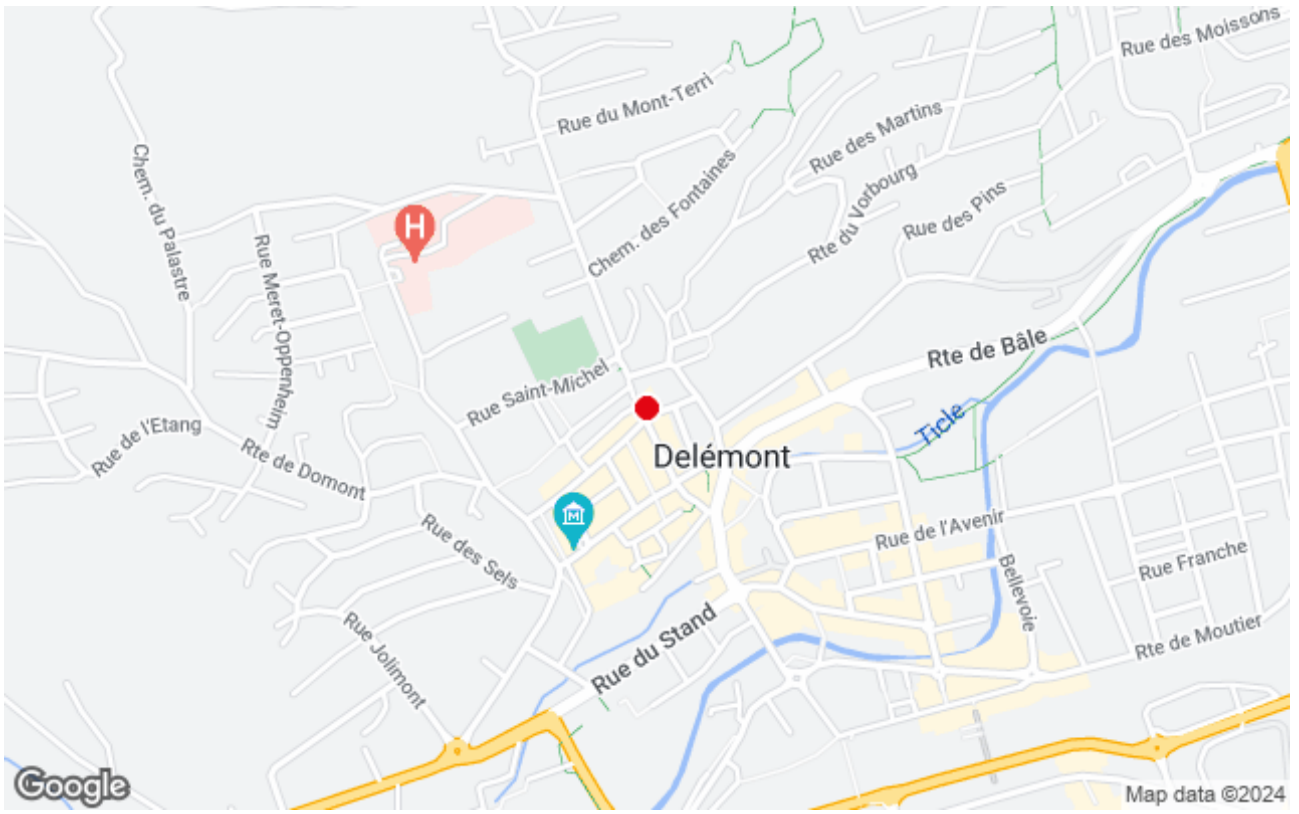 Rue des Moissons
Rue du Mont-Terri
Rue des Martins
Chem. du Palastre
Chem. des Fontaines
Rte du Vorbourg
Rue des Pins
H
Rue Meret-Oppenheim
Rte de Bâle
Rue Saint-Michel
Ticle
Rue de l'Etang
Delémont
Rte de Domont
M
Rue de l'Avenir
Rue des Sels
Rue Franche
Bellevoie
Rue du Stand
Rue Jolimont
Rte de Moutier
Google
Map data ©2024